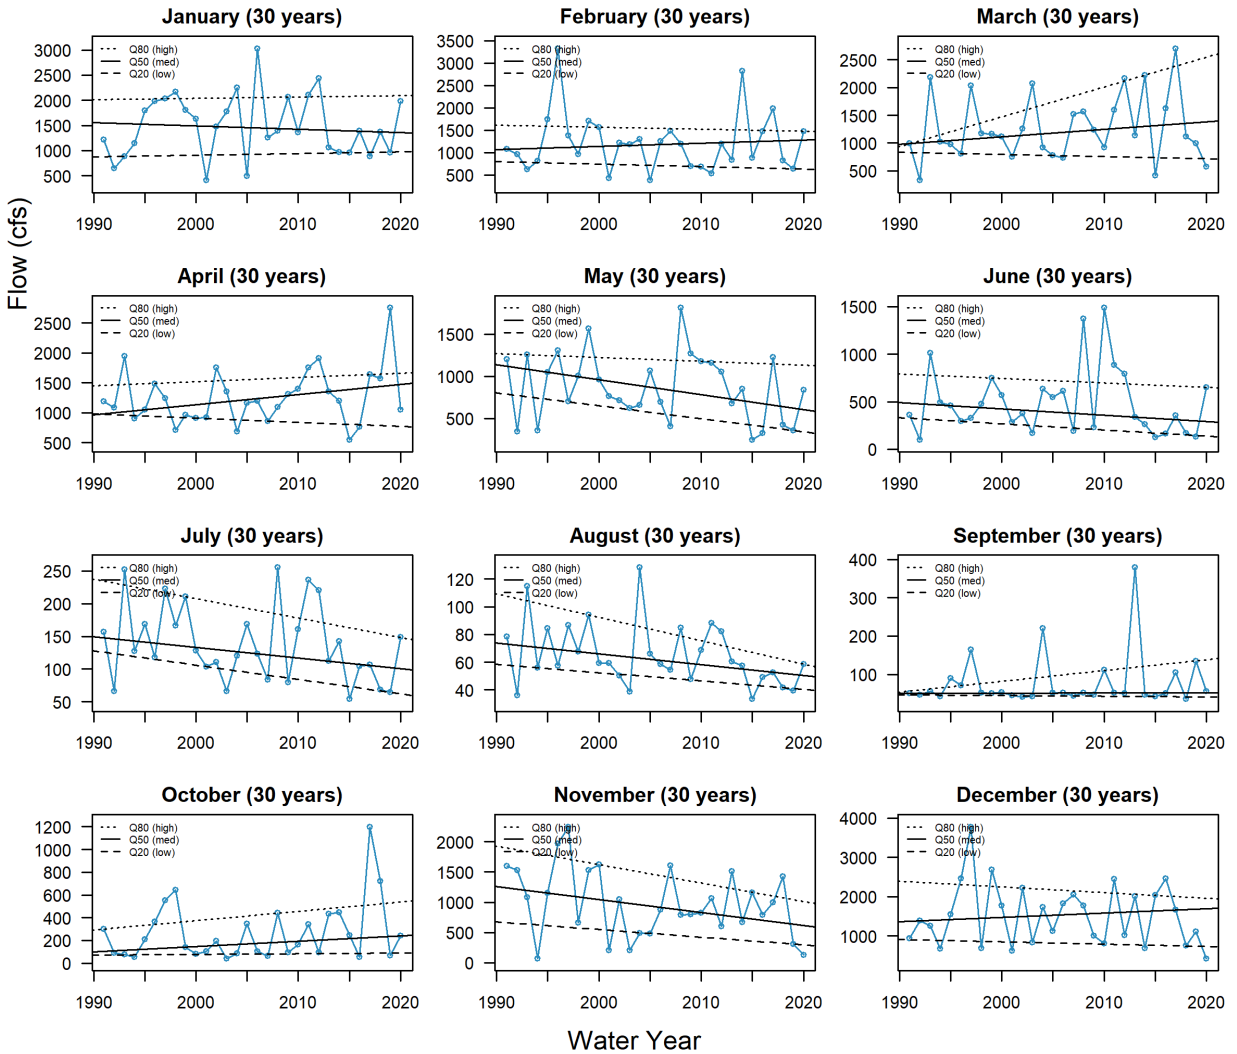 January (30 years)
3000
2500
2000
1500
1000
500
Q80 (high)
Q50 (med)
Q20 (low)
1990
2000
2010
2020
February (30 years)
3500
3000
2500
2000
1500
1000
500
Q80 (high)
Q50 (med)
Q20 (low)
1990
2000
2010
2020
March (30 years)
2500
2000
1500
1000
500
Q80 (high)
Q50 (med)
Q20 (low)
1990
2000
2010
2020
Flow (cfs)
April (30 years)
2500
2000
1500
1000
500
Q80 (high)
Q50 (med)
Q20 (low)
1990
2000
2010
2020
May (30 years)
1500
1000
500
Q80 (high)
Q50 (med)
Q20 (low)
1990
2000
2010
2020
June (30 years)
1500
1000
500
0
Q80 (high)
Q50 (med)
Q20 (low)
1990
2000
2010
2020
July (30 years)
250
200
150
100
50
Q80 (high)
Q50 (med)
Q20 (low)
1990
2000
2010
2020
August (30 years)
120
100
80
60
40
Q80 (high)
Q50 (med)
Q20 (low)
1990
2000
2010
2020
September (30 years)
400
300
200
100
Q80 (high)
Q50 (med)
Q20 (low)
1990
2000
2010
2020
October (30 years)
1200
1000
800
600
400
200
0
Q80 (high)
Q50 (med)
Q20 (low)
1990
2000
2010
2020
November (30 years)
2000
1500
1000
500
0
Q80 (high)
Q50 (med)
Q20 (low)
1990
2000
2010
2020
December (30 years)
4000
3000
2000
1000
Q80 (high)
Q50 (med)
Q20 (low)
1990
2000
2010
2020
Water Year